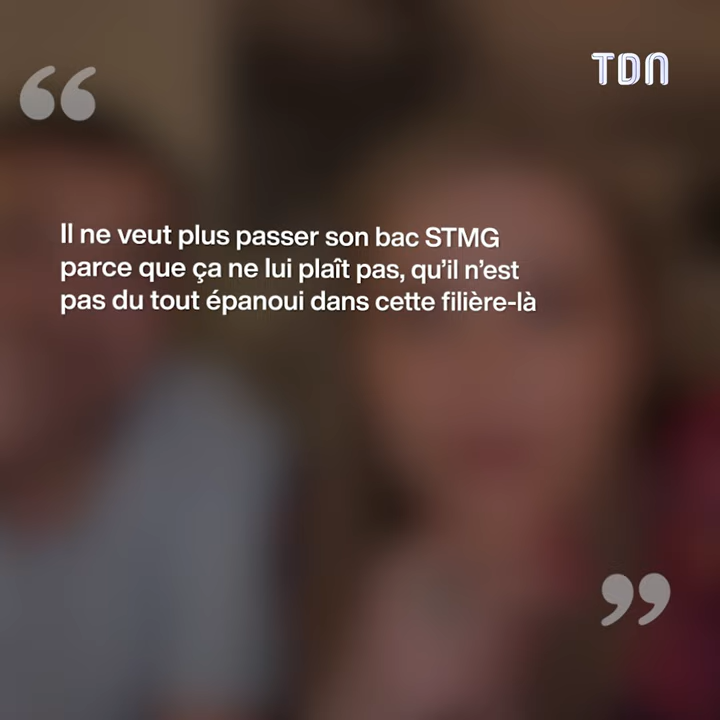 TDN
“
Il ne veut plus passer son bac STMG
parce que ça ne lui plaît pas, qu’il n’est
pas du tout épanoui dans cette filière-là
”